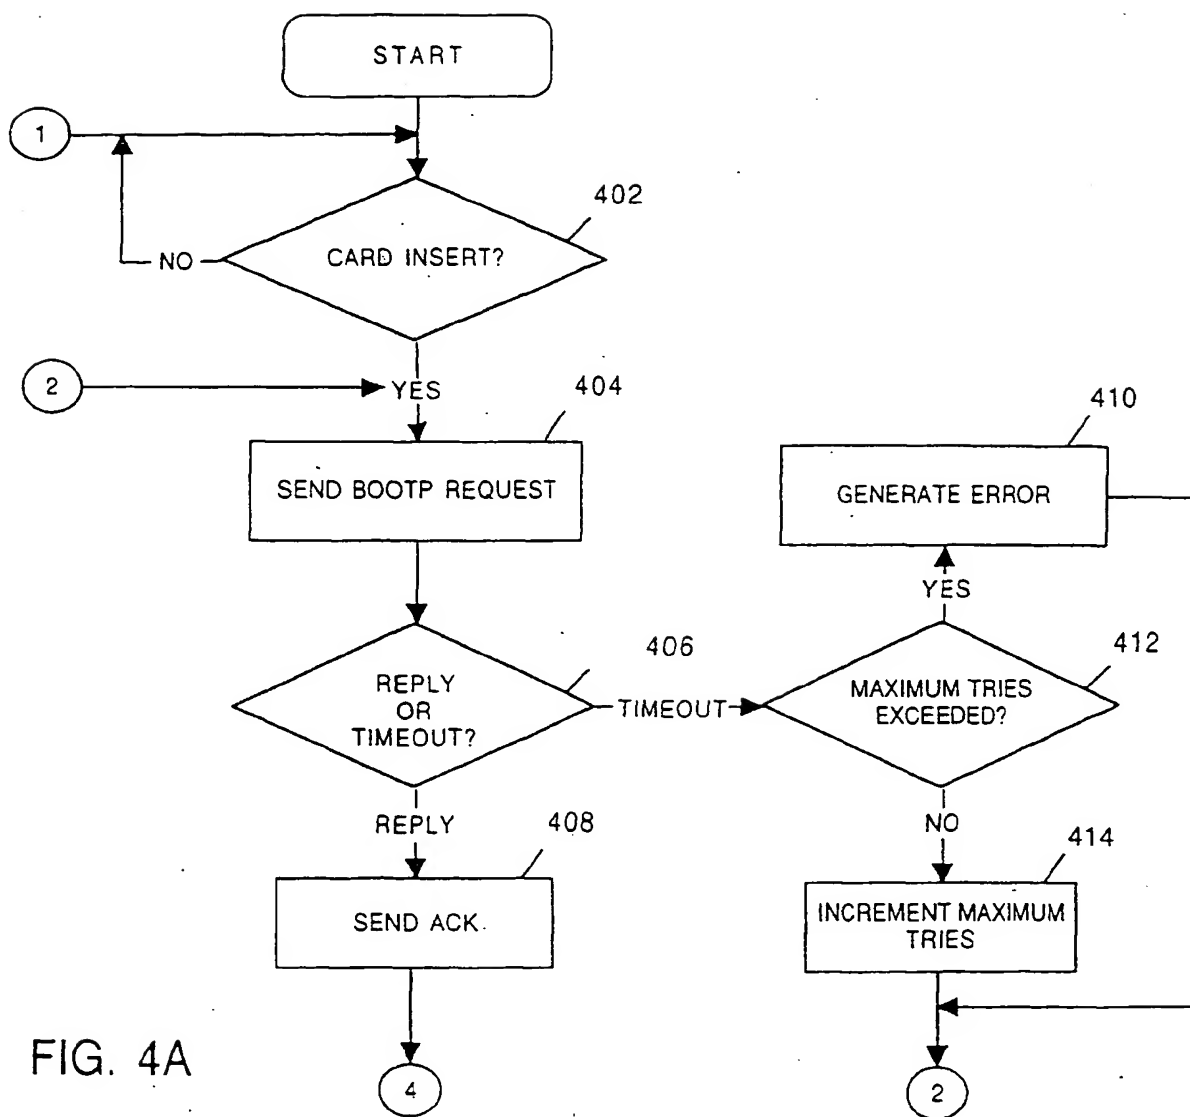 START
1
402
CARD INSERT?
NO
2
YES
404
410
SEND BOOTP REQUEST
GENERATE ERROR
YES
406
412
REPLY
OR
TIMEOUT?
TIMEOUT
MAXIMUM TRIES
EXCEEDED?
REPLY
NO
408
414
SEND ACK.
INCREMENT MAXIMUM
TRIES
FIG. 4A
4
2